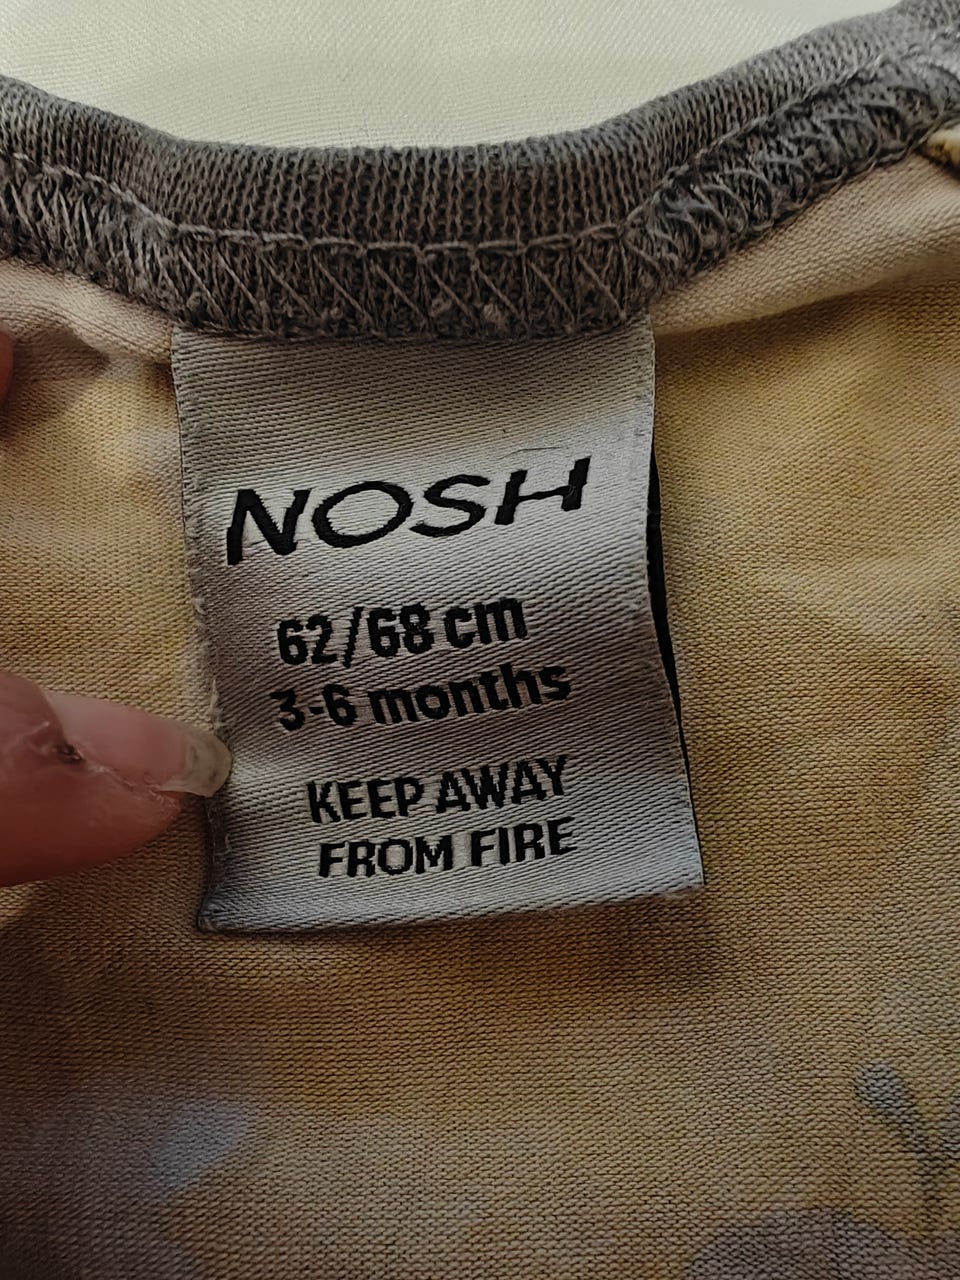 NOSH
62/68 cm
3-6 months
KEEP AWAY
FROM FIRE